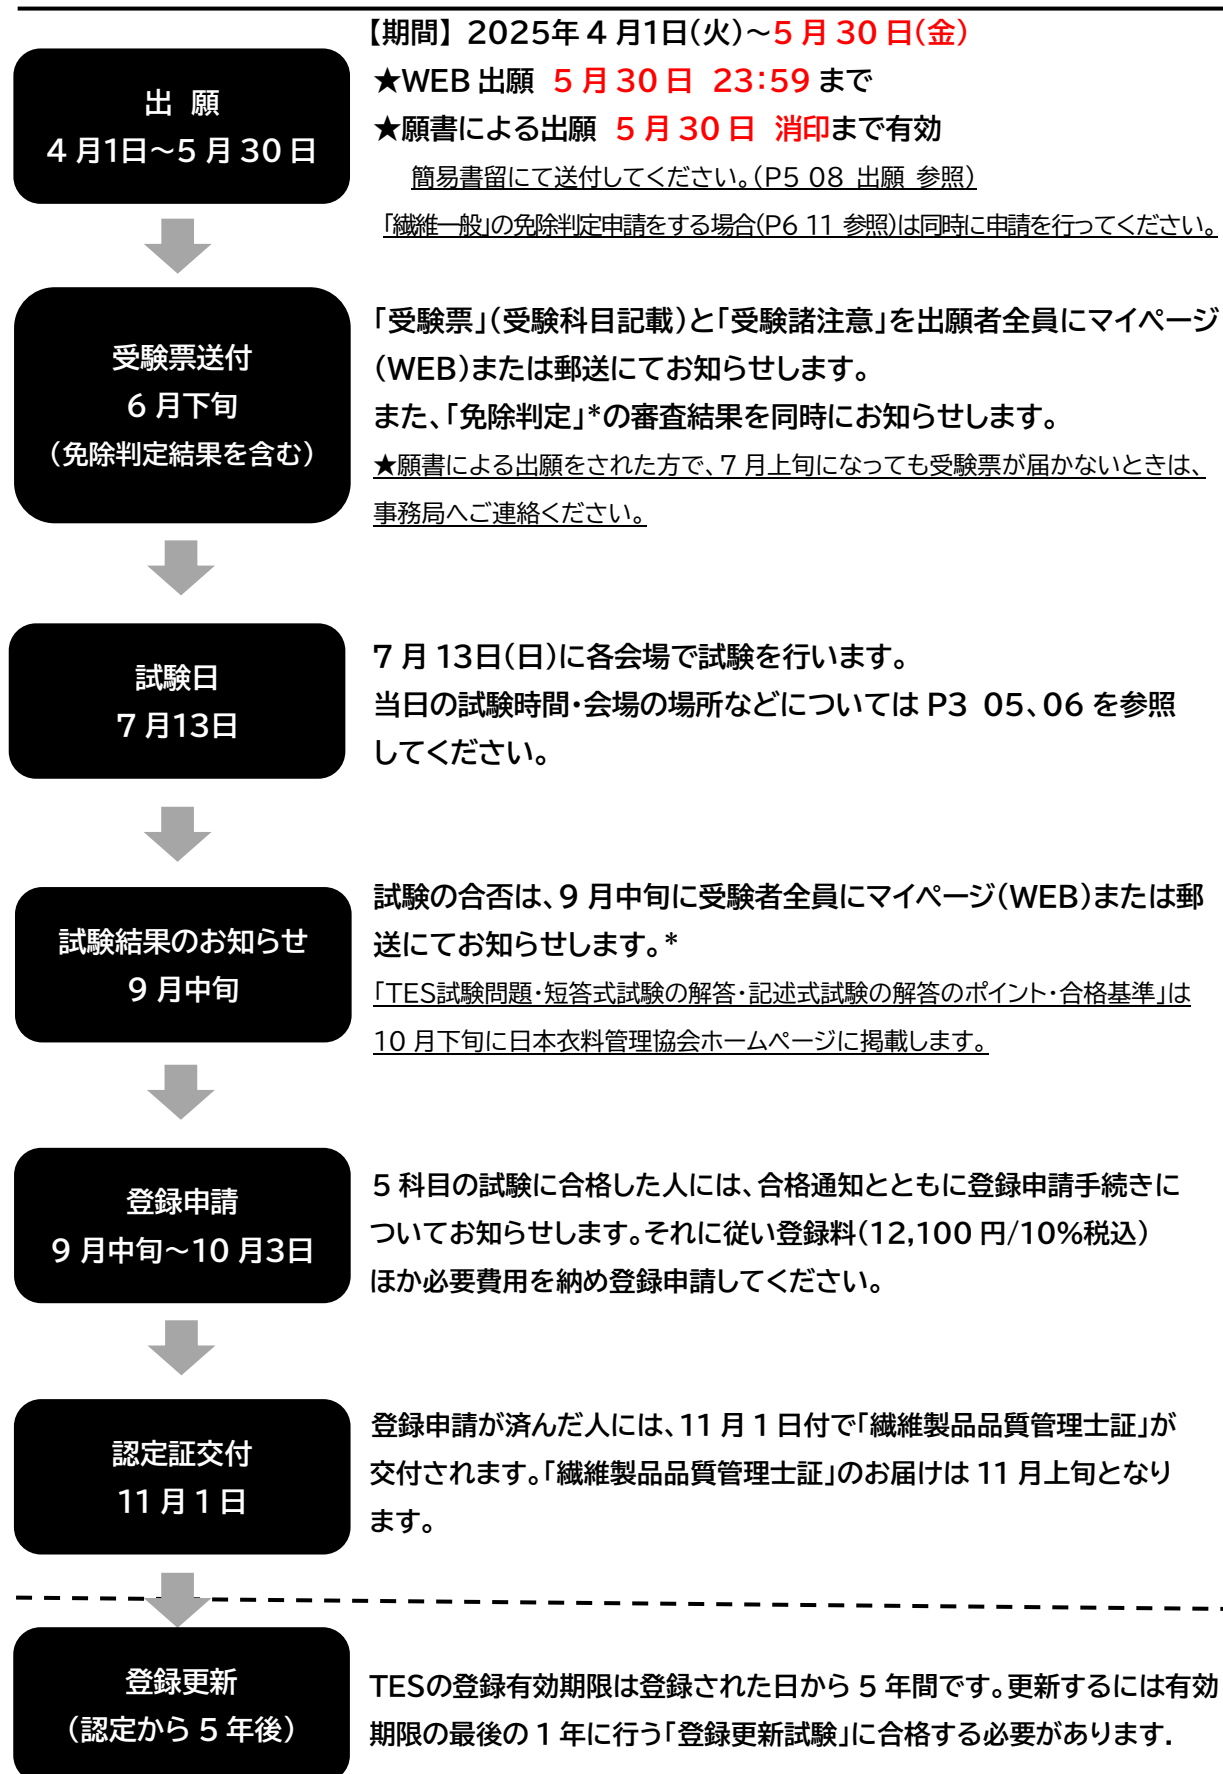 出 願
4月1日～5月30日
【期間】 2025年4月1日(火)～5月30日(金)
★WEB出願 5月30日 23：59まで
★願書による出願 5月30日 消印まで有効
簡易書留にて送付してください。（P5 08 出願 参照）
「繊維一般」の免除判定申請をする場合(P6 11 参照)は同時に申請を行ってください。
受験票送付
6月下旬
（免除判定結果を含む）
「受験票」(受験科目記載)と「受験諸注意」を出願者全員にマイページ
(WEB)または郵送にてお知らせします。
また、「免除判定」*の審査結果を同時にお知らせします。
★願書による出願をされた方で、7月上旬になっても受験票が届かないときは、
事務局へご連絡ください。
試験日
7月13日
7月13日(日)に各会場で試験を行います。
当日の試験時間・会場の場所などについては P3 05、06 を参照
してください。
試験結果のお知らせ
9月中旬
試験の合否は、9月中旬に受験者全員にマイページ(WEB)または郵
送にてお知らせします。*
「TES試験問題・短答式試験の解答・記述式試験の解答のポイント・合格基準」は
10月下旬に日本衣料管理協会ホームページに掲載します。
登録申請
9月中旬～10月3日
5科目の試験に合格した人には、合格通知とともに登録申請手続きに
ついてお知らせします。それに従い登録料(12,100円/10%税込)
ほか必要費用を納め登録申請してください。
認定証交付
11月1日
登録申請が済んだ人には、11月1日付で「繊維製品品質管理士証」が
交付されます。「繊維製品品質管理士証」のお届けは11月上旬となり
ます。
登録更新
（認定から5年後）
TESの登録有効期限は登録された日から5年間です。更新するには有効
期限の最後の1年に行う「登録更新試験」に合格する必要があります.